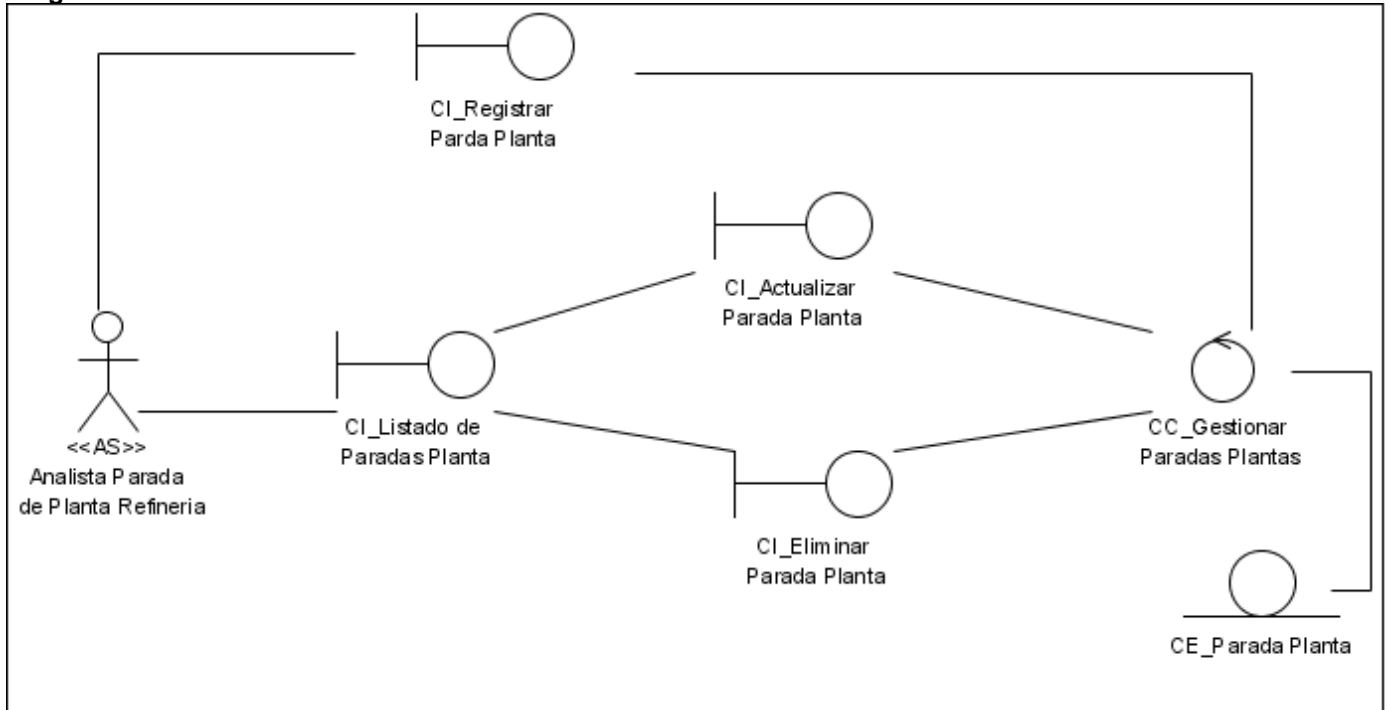 CI_Registrar
Parda Planta
CI_Actualizar
Parada Planta
<<AS>>
Analista Parada
de Planta Refineria
CI_Listado de
Paradas Planta
CC_Gestionar
Paradas Plantas
CI_Eliminar
Parada Planta
CE_Parada Planta